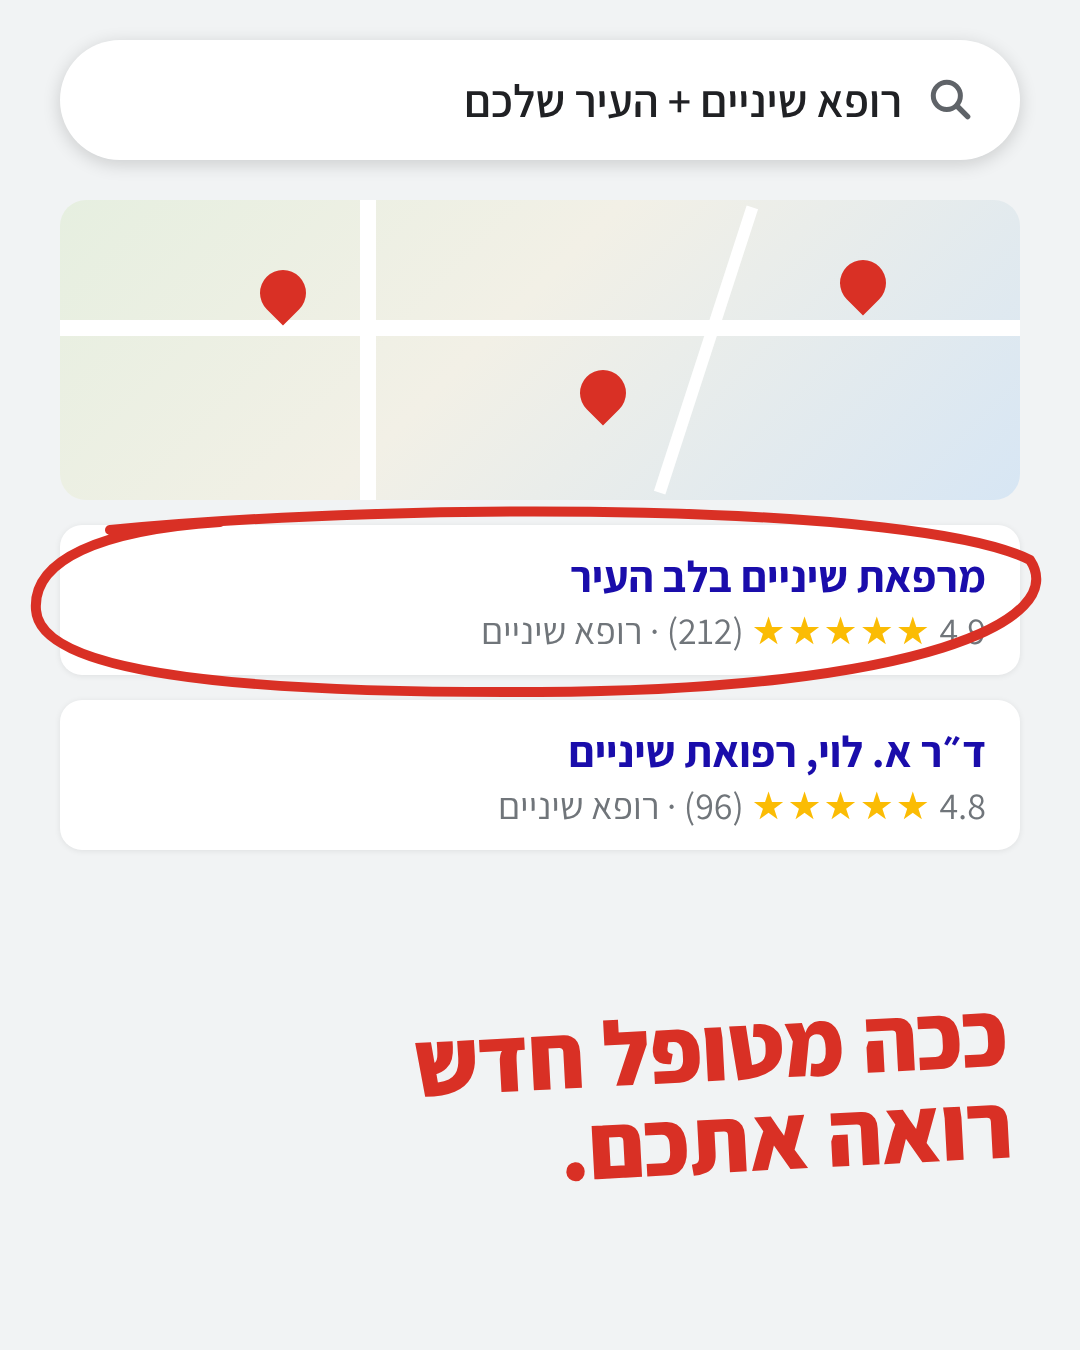 רופא שיניים + העיר שלכם
מרפאת שיניים בלב העיר
4.9 ★★★★★ (212) · רופא שיניים
ד״ר א. לוי, רפואת שיניים
4.8 ★★★★★ (96) · רופא שיניים
ככה מטופל חדש
רואה אתכם.